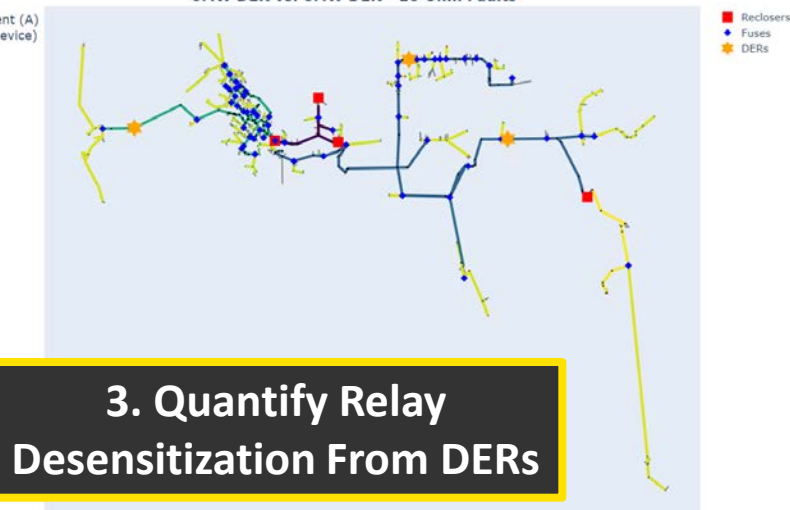 ent (A)
evice)
Reclosers
Fuses
DERs
3. Quantify Relay
Desensitization From DERs